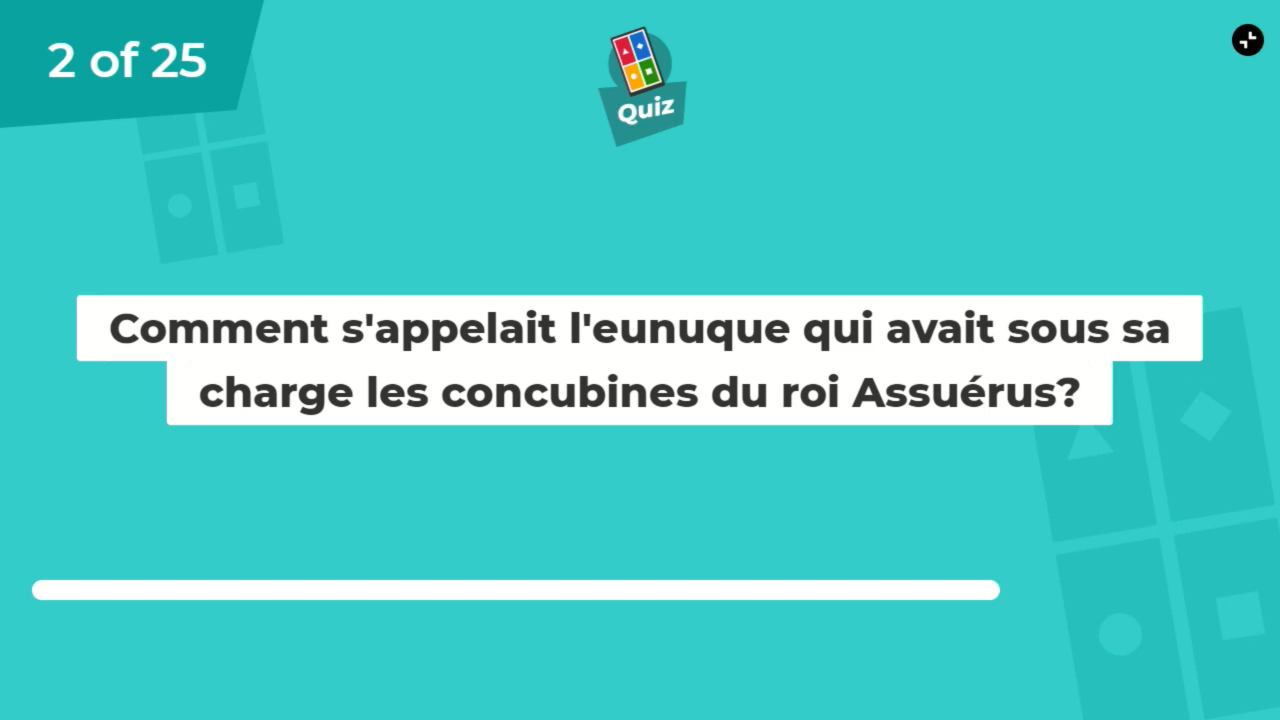 2 of 25
Quiz
Comment s'appelait l'eunuque qui avait sous sa
charge les concubines du roi Assuérus?